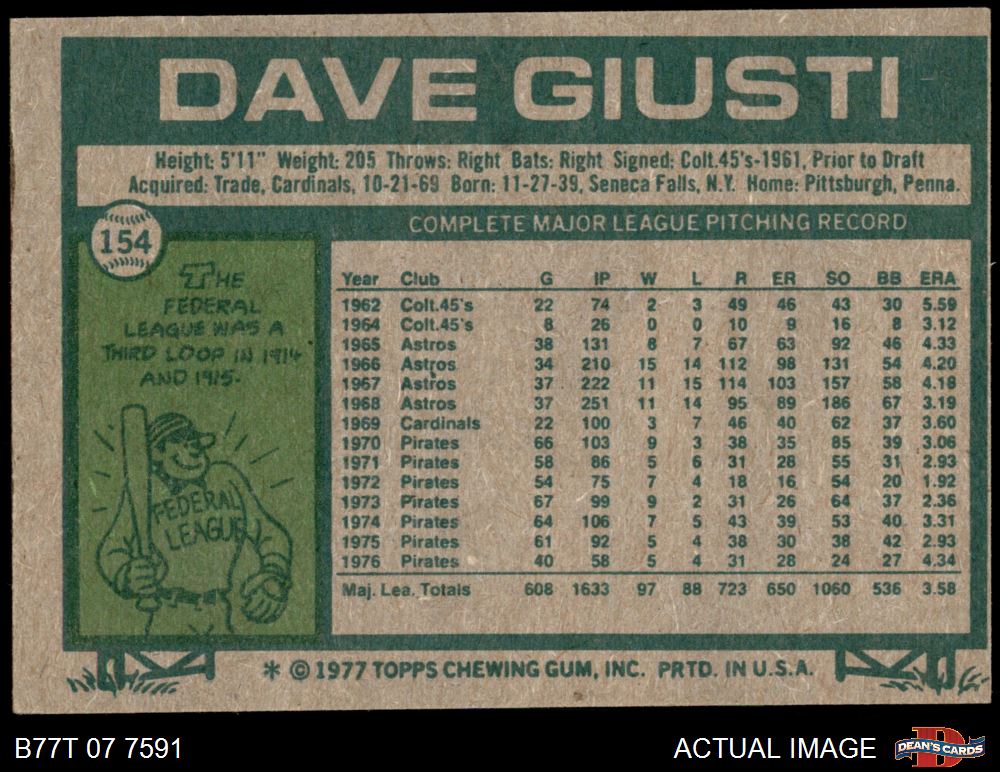 DAVE GIUSTI
Height: 5'11" Weight: 205 Throws: Right Bats: Right Signed: Colt.45's-1961, Prior to Draft
Acquired: Trade, Cardinals, 10-21-69 Born: 11-27-39, Seneca Falls, N.Y. Home: Pittsburgh, Penna.
154
COMPLETE MAJOR LEAGUE PITCHING RECORD
THE
FEDERAL
LEAGUE WAS A
THIRD LOOP IN 1914
AND 1915.
FEDERAL
LEAGUE
Year Club G IP W L R ER SO BB ERA
1962 Colt.45's 22 74 2 3 49 46 43 30 5.59
1964 Colt.45's 8 26 0 0 10 9 16 8 3.12
1965 Astros 38 131 8 7 67 63 92 46 4.33
1966 Astros 34 210 15 14 112 98 131 54 4.20
1967 Astros 37 222 11 15 114 103 157 58 4.18
1968 Astros 37 251 11 14 95 89 186 67 3.19
1969 Cardinals 22 100 3 7 46 40 62 37 3.60
1970 Pirates 66 103 9 3 38 35 85 39 3.06
1971 Pirates 58 86 5 6 31 28 55 31 2.93
1972 Pirates 54 75 7 4 18 16 54 20 1.92
1973 Pirates 67 99 9 2 31 26 64 37 2.36
1974 Pirates 64 106 7 5 43 39 53 40 3.31
1975 Pirates 61 92 5 4 38 30 38 42 2.93
1976 Pirates 40 58 5 4 31 28 24 27 4.34
Maj. Lea. Totals 608 1633 97 88 723 650 1060 536 3.58
* © 1977 TOPPS CHEWING GUM, INC. PRTD. IN U.S.A.
B77T 07 7591
ACTUAL IMAGE
D
DEAN'S CARDS